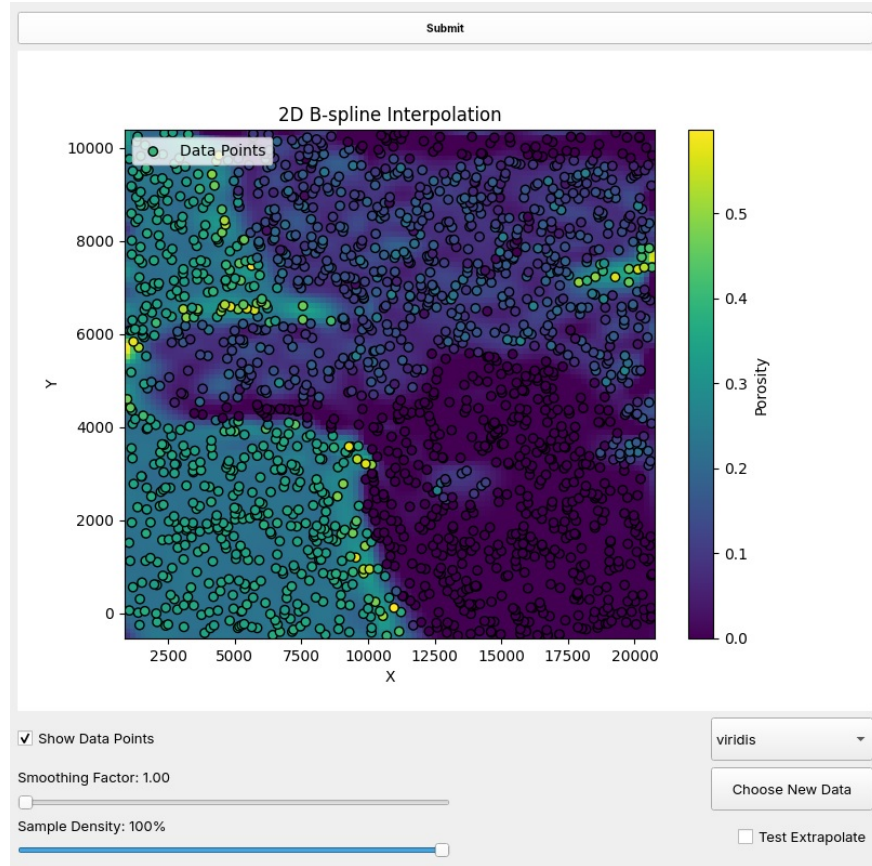 Submit
2D B-spline Interpolation
Data Points
10000
8000
6000
4000
2000
0
Y
2500 5000 7500 10000 12500 15000 17500 20000
X
0.5
0.4
0.3
0.2
0.1
0.0
Porosity
Show Data Points
viridis
Smoothing Factor: 1.00
Choose New Data
Sample Density: 100%
Test Extrapolate